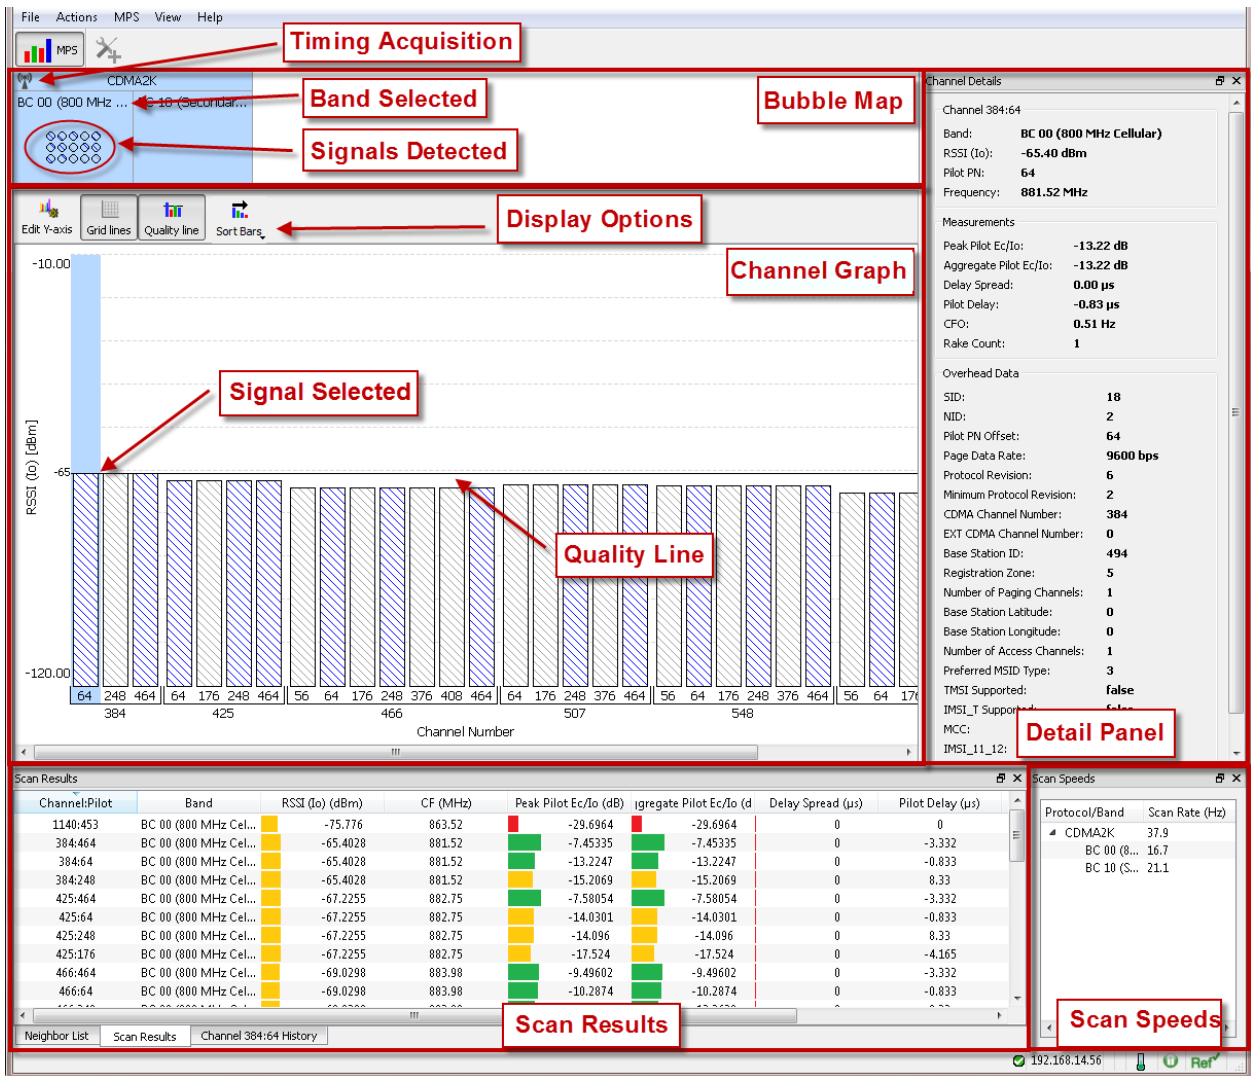 File Actions MPS View Help
MPS
Timing Acquisition
CDMA2K
BC 00 (800 MHz ...
BC 10 (Secondar...
Band Selected
Signals Detected
Bubble Map
Edit Y-axis Grid lines Quality line Sort Bars
Display Options
Channel Graph
-10.00
Signal Selected
RSSI (Io) [dBm]
-65
Quality Line
-120.00
64 248 464 64 176 248 464 56 64 176 248 376 408 464 64 176 248 376 464 56 64 176 248 376 464 56 64 176
384 425 466 507 548
Channel Number
Channel Details
Channel 384:64
Band: BC 00 (800 MHz Cellular)
RSSI (Io): -65.40 dBm
Pilot PN: 64
Frequency: 881.52 MHz
Measurements
Peak Pilot Ec/Io: -13.22 dB
Aggregate Pilot Ec/Io: -13.22 dB
Delay Spread: 0.00 µs
Pilot Delay: -0.83 µs
CFO: 0.51 Hz
Rake Count: 1
Overhead Data
SID: 18
NID: 2
Pilot PN Offset: 64
Page Data Rate: 9600 bps
Protocol Revision: 6
Minimum Protocol Revision: 2
CDMA Channel Number: 384
EXT CDMA Channel Number: 0
Base Station ID: 494
Registration Zone: 5
Number of Paging Channels: 1
Base Station Latitude: 0
Base Station Longitude: 0
Number of Access Channels: 1
Preferred MSID Type: 3
TMSI Supported: false
IMSI_T Supported: false
MCC:
IMSI_11_12:
Detail Panel
Scan Results
Channel:Pilot Band RSSI (Io) (dBm) CF (MHz) Peak Pilot Ec/Io (dB) gregate Pilot Ec/Io (d Delay Spread (µs) Pilot Delay (µs)
1140:453 BC 00 (800 MHz Cel... -75.776 863.52 -29.6964 -29.6964 0 0
384:464 BC 00 (800 MHz Cel... -65.4028 881.52 -7.45335 -7.45335 0 -3.332
384:64 BC 00 (800 MHz Cel... -65.4028 881.52 -13.2247 -13.2247 0 -0.833
384:248 BC 00 (800 MHz Cel... -65.4028 881.52 -15.2069 -15.2069 0 8.33
425:464 BC 00 (800 MHz Cel... -67.2255 882.75 -7.58054 -7.58054 0 -3.332
425:64 BC 00 (800 MHz Cel... -67.2255 882.75 -14.0301 -14.0301 0 -0.833
425:248 BC 00 (800 MHz Cel... -67.2255 882.75 -14.096 -14.096 0 8.33
425:176 BC 00 (800 MHz Cel... -67.2255 882.75 -17.524 -17.524 0 -4.165
466:464 BC 00 (800 MHz Cel... -69.0298 883.98 -9.49602 -9.49602 0 -3.332
466:64 BC 00 (800 MHz Cel... -69.0298 883.98 -10.2874 -10.2874 0 -0.833
Scan Results
Neighbor List Scan Results Channel 384:64 History
Scan Speeds
Protocol/Band Scan Rate (Hz)
CDMA2K 37.9
BC 00 (8... 16.7
BC 10 (S... 21.1
Scan Speeds
192.168.14.56 Ref